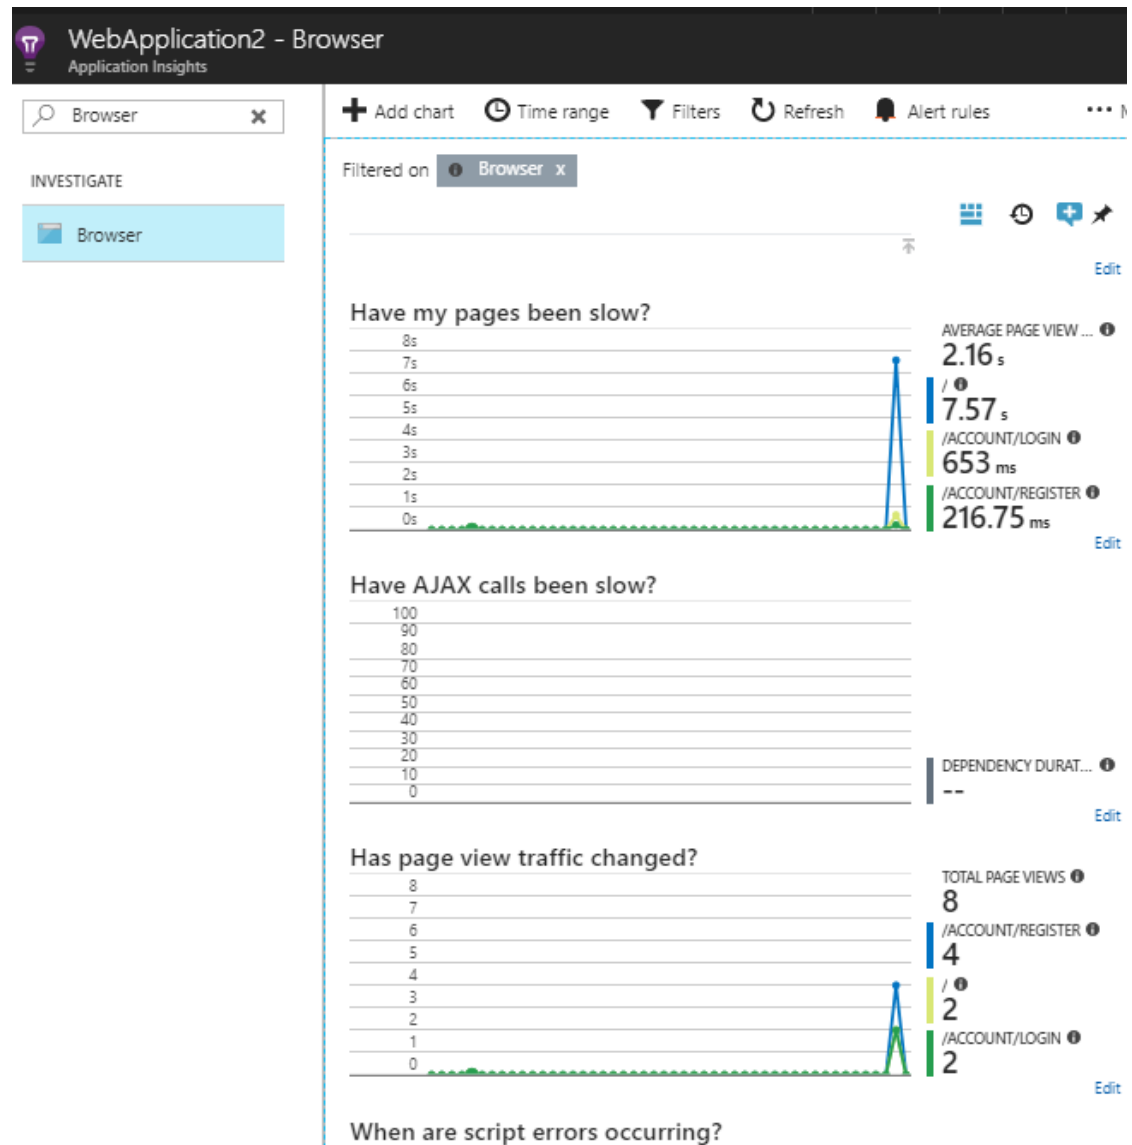 WebApplication2 - Browser
Application Insights
Browser
INVESTIGATE
Browser
Add chart Time range Filters Refresh Alert rules
Filtered on Browser x
Edit
Have my pages been slow?
8s
7s
6s
5s
4s
3s
2s
1s
0s
AVERAGE PAGE VIEW ...
2.16 s
/
7.57 s
/ACCOUNT/LOGIN
653 ms
/ACCOUNT/REGISTER
216.75 ms
Edit
Have AJAX calls been slow?
100
90
80
70
60
50
40
30
20
10
0
DEPENDENCY DURAT...
--
Edit
Has page view traffic changed?
8
7
6
5
4
3
2
1
0
TOTAL PAGE VIEWS
8
/ACCOUNT/REGISTER
4
/
2
/ACCOUNT/LOGIN
2
Edit
When are script errors occurring?